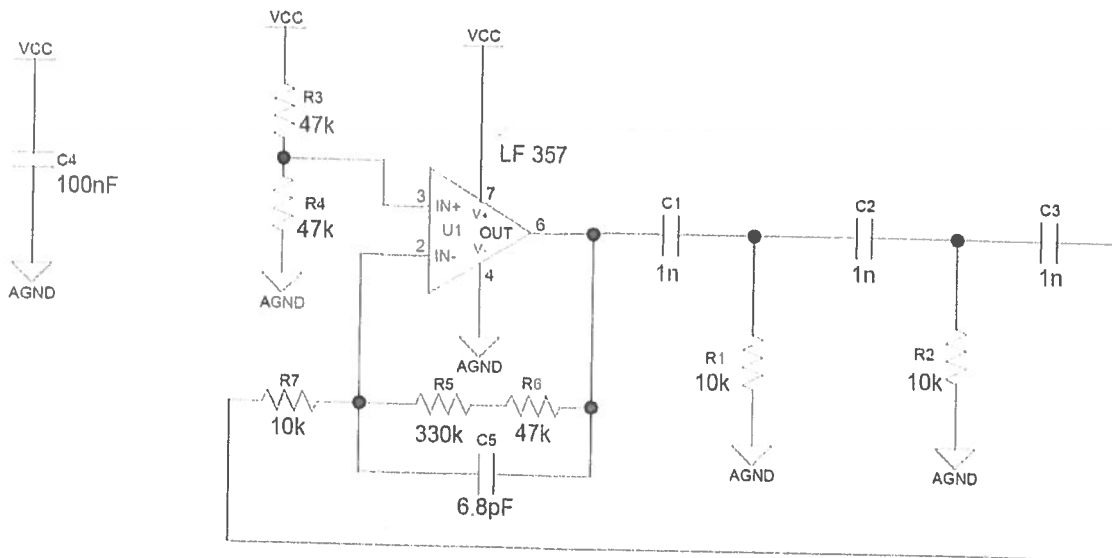 VCC
C4
100nF
AGND
VCC
R3
47k
R4
47k
AGND
VCC
LF 357
3
IN+
7
V+
U1
OUT
6
2
IN-
V-
4
AGND
R7
10k
R5
330k
R6
47k
C5
6.8pF
C1
1n
R1
10k
AGND
C2
1n
R2
10k
AGND
C3
1n